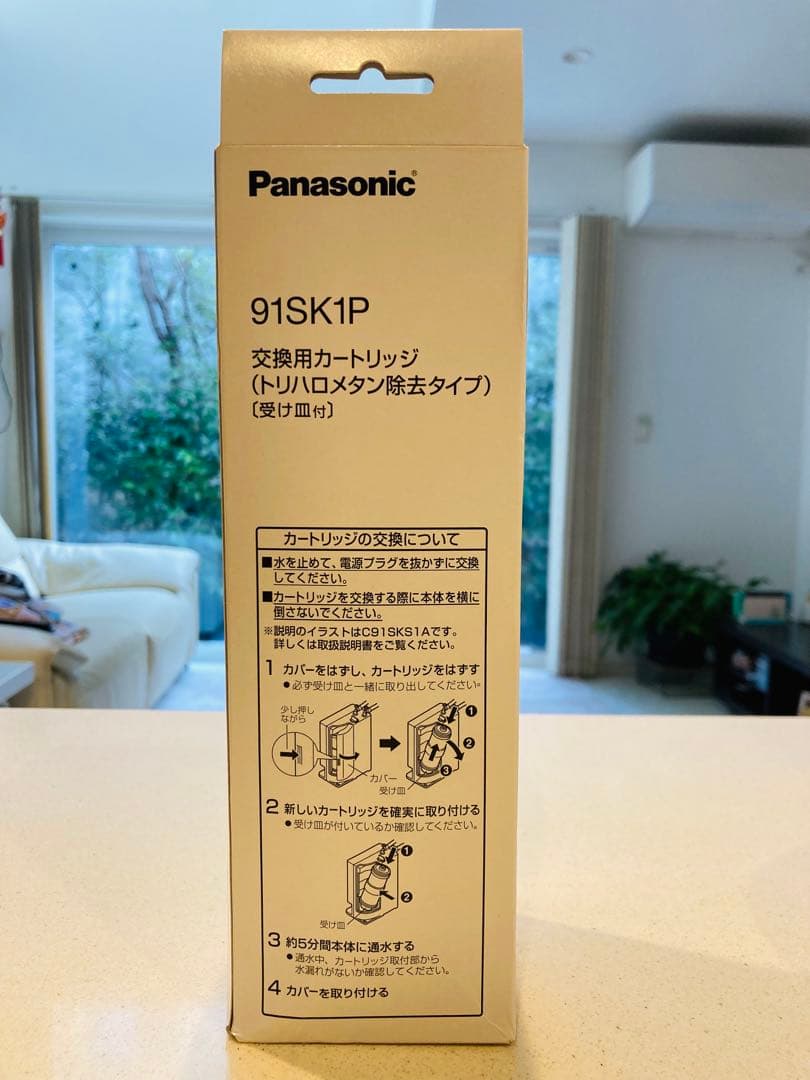 Panasonic®
91SK1P
交換用カートリッジ
(トリハロメタン除去タイプ)
〔受け皿付〕
カートリッジの交換について
■水を止めて、電源プラグを抜かずに交換
してください。
■カートリッジを交換する際に本体を横に
倒さないでください。
※説明のイラストはC91SKS1Aです。
詳しくは取扱説明書をご覧ください。
1 カバーをはずし、カートリッジをはずす
●必ず受け皿と一緒に取り出してください。
少し押し
ながら
カバー
受け皿
❶
❷
❸
2 新しいカートリッジを確実に取り付ける
●受け皿が付いているか確認してください。
❶
❷
受け皿
3 約5分間本体に通水する
●通水中、カートリッジ取付部から
水漏れがないか確認してください。
4 カバーを取り付ける